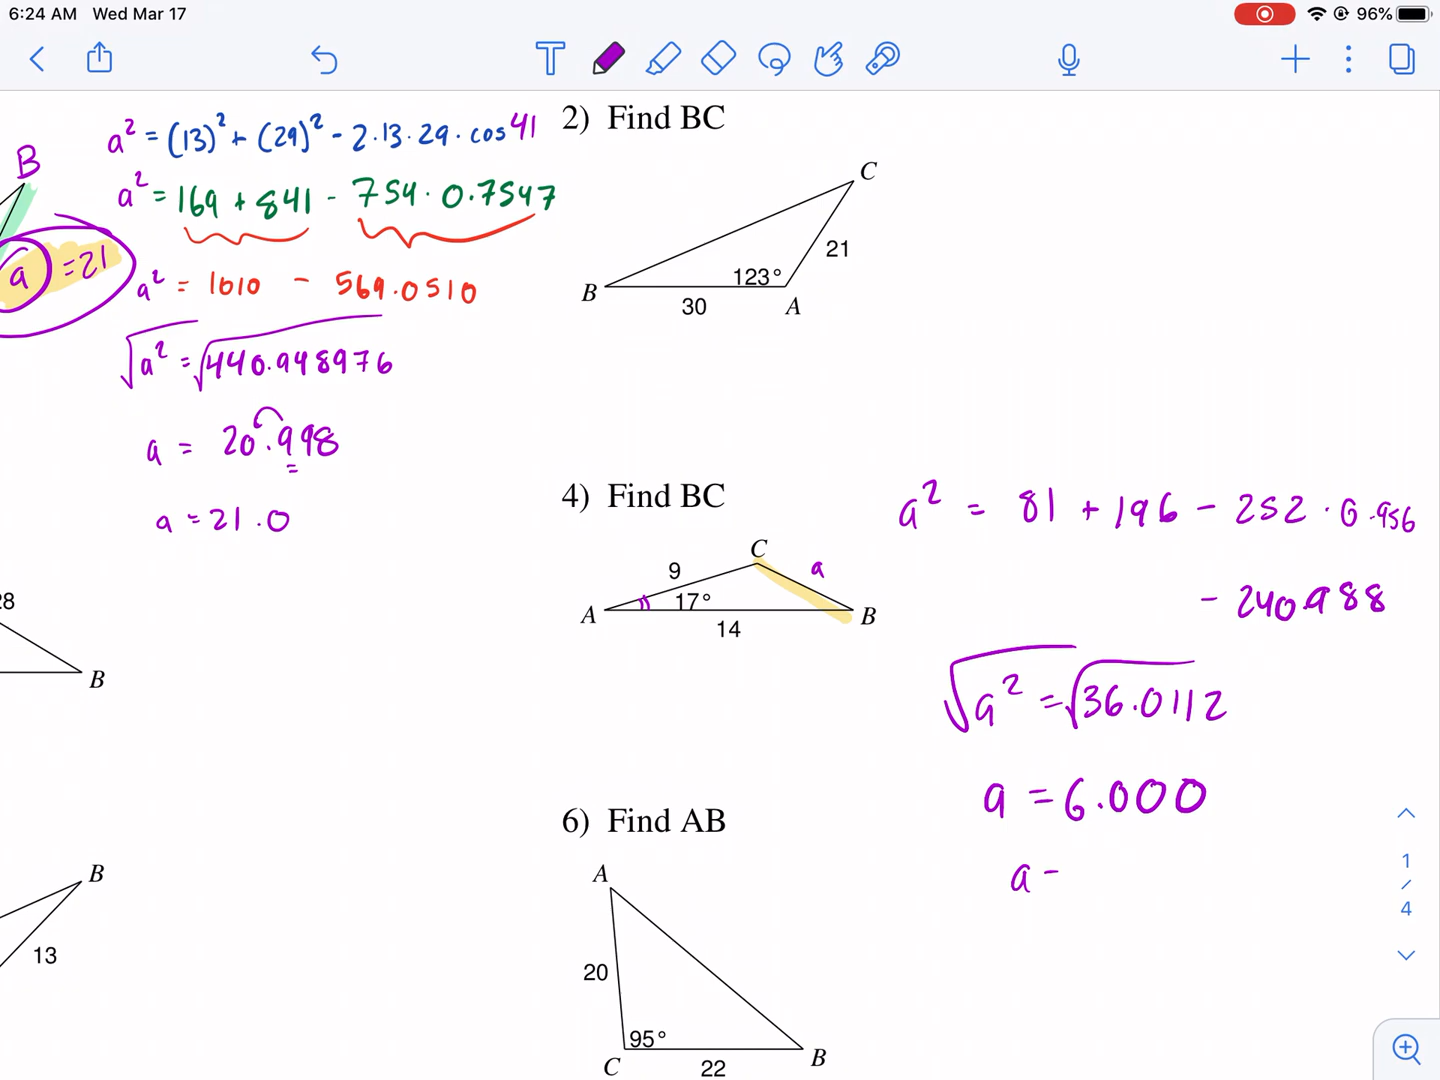 6:24 AM Wed Mar 17
96%
a² = (13)² + (29)² - 2·13·29·cos 41
B
a² = 169 + 841 - 754·0.7547
a = 21
a² = 1010 - 569.0510
√a² = √440.948976
a = 20.998
a = 21.0
2) Find BC
C
21
123°
B
30
A
28
B
4) Find BC
C
9
a
17°
A
14
B
a² = 81 + 196 - 252 · 0.956
- 240.988
√a² = √36.0112
a = 6.000
a -
B
13
6) Find AB
A
20
95°
C
22
B
1
/
4